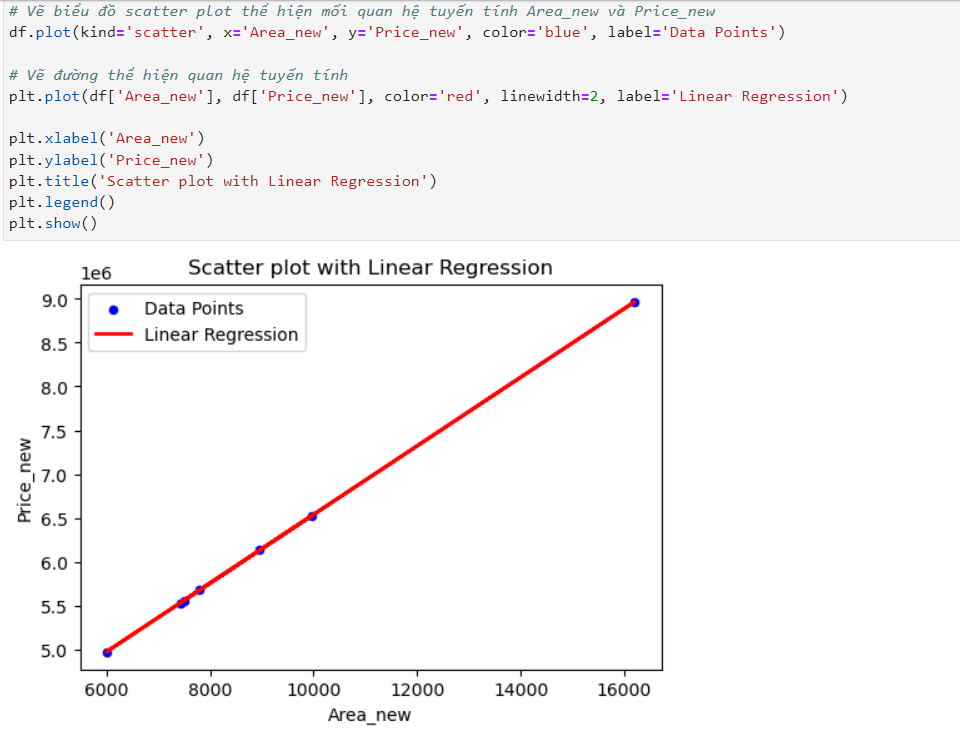 # Vẽ biểu đồ scatter plot thể hiện mối quan hệ tuyến tính Area_new và Price_new
df.plot(kind='scatter', x='Area_new', y='Price_new', color='blue', label='Data Points')
# Vẽ đường thể hiện quan hệ tuyến tính
plt.plot(df['Area_new'], df['Price_new'], color='red', linewidth=2, label='Linear Regression')
plt.xlabel('Area_new')
plt.ylabel('Price_new')
plt.title('Scatter plot with Linear Regression')
plt.legend()
plt.show()
1e6
Scatter plot with Linear Regression
Data Points
Linear Regression
9.0
8.5
8.0
7.5
7.0
6.5
6.0
5.5
5.0
Price_new
6000 8000 10000 12000 14000 16000
Area_new